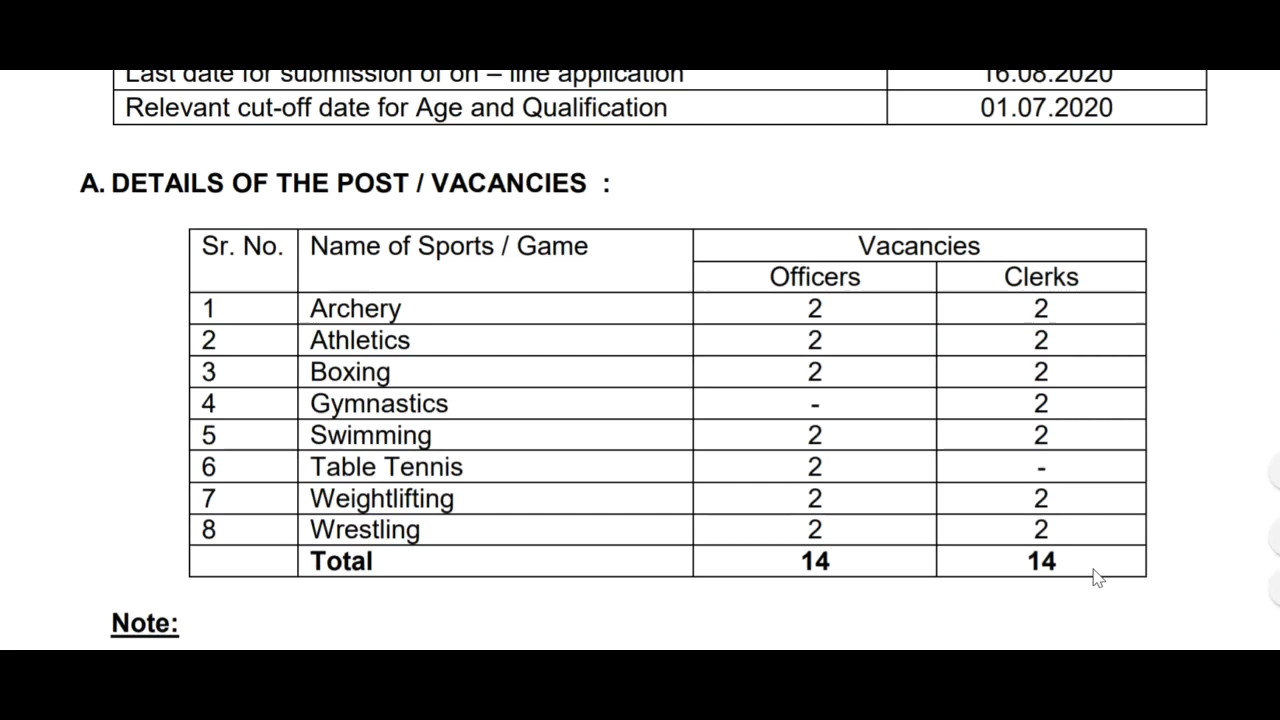 Last date for submission of on – line application 16.08.2020
Relevant cut-off date for Age and Qualification 01.07.2020
A. DETAILS OF THE POST / VACANCIES :
Sr. No. Name of Sports / Game Vacancies
Officers Clerks
1 Archery 2 2
2 Athletics 2 2
3 Boxing 2 2
4 Gymnastics - 2
5 Swimming 2 2
6 Table Tennis 2 -
7 Weightlifting 2 2
8 Wrestling 2 2
Total 14 14
Note: